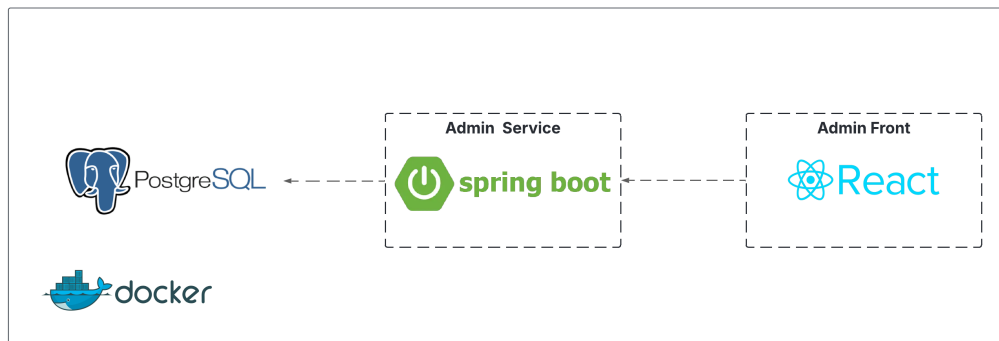 Admin  Service
Admin Front
PostgreSQL
spring boot
React
docker